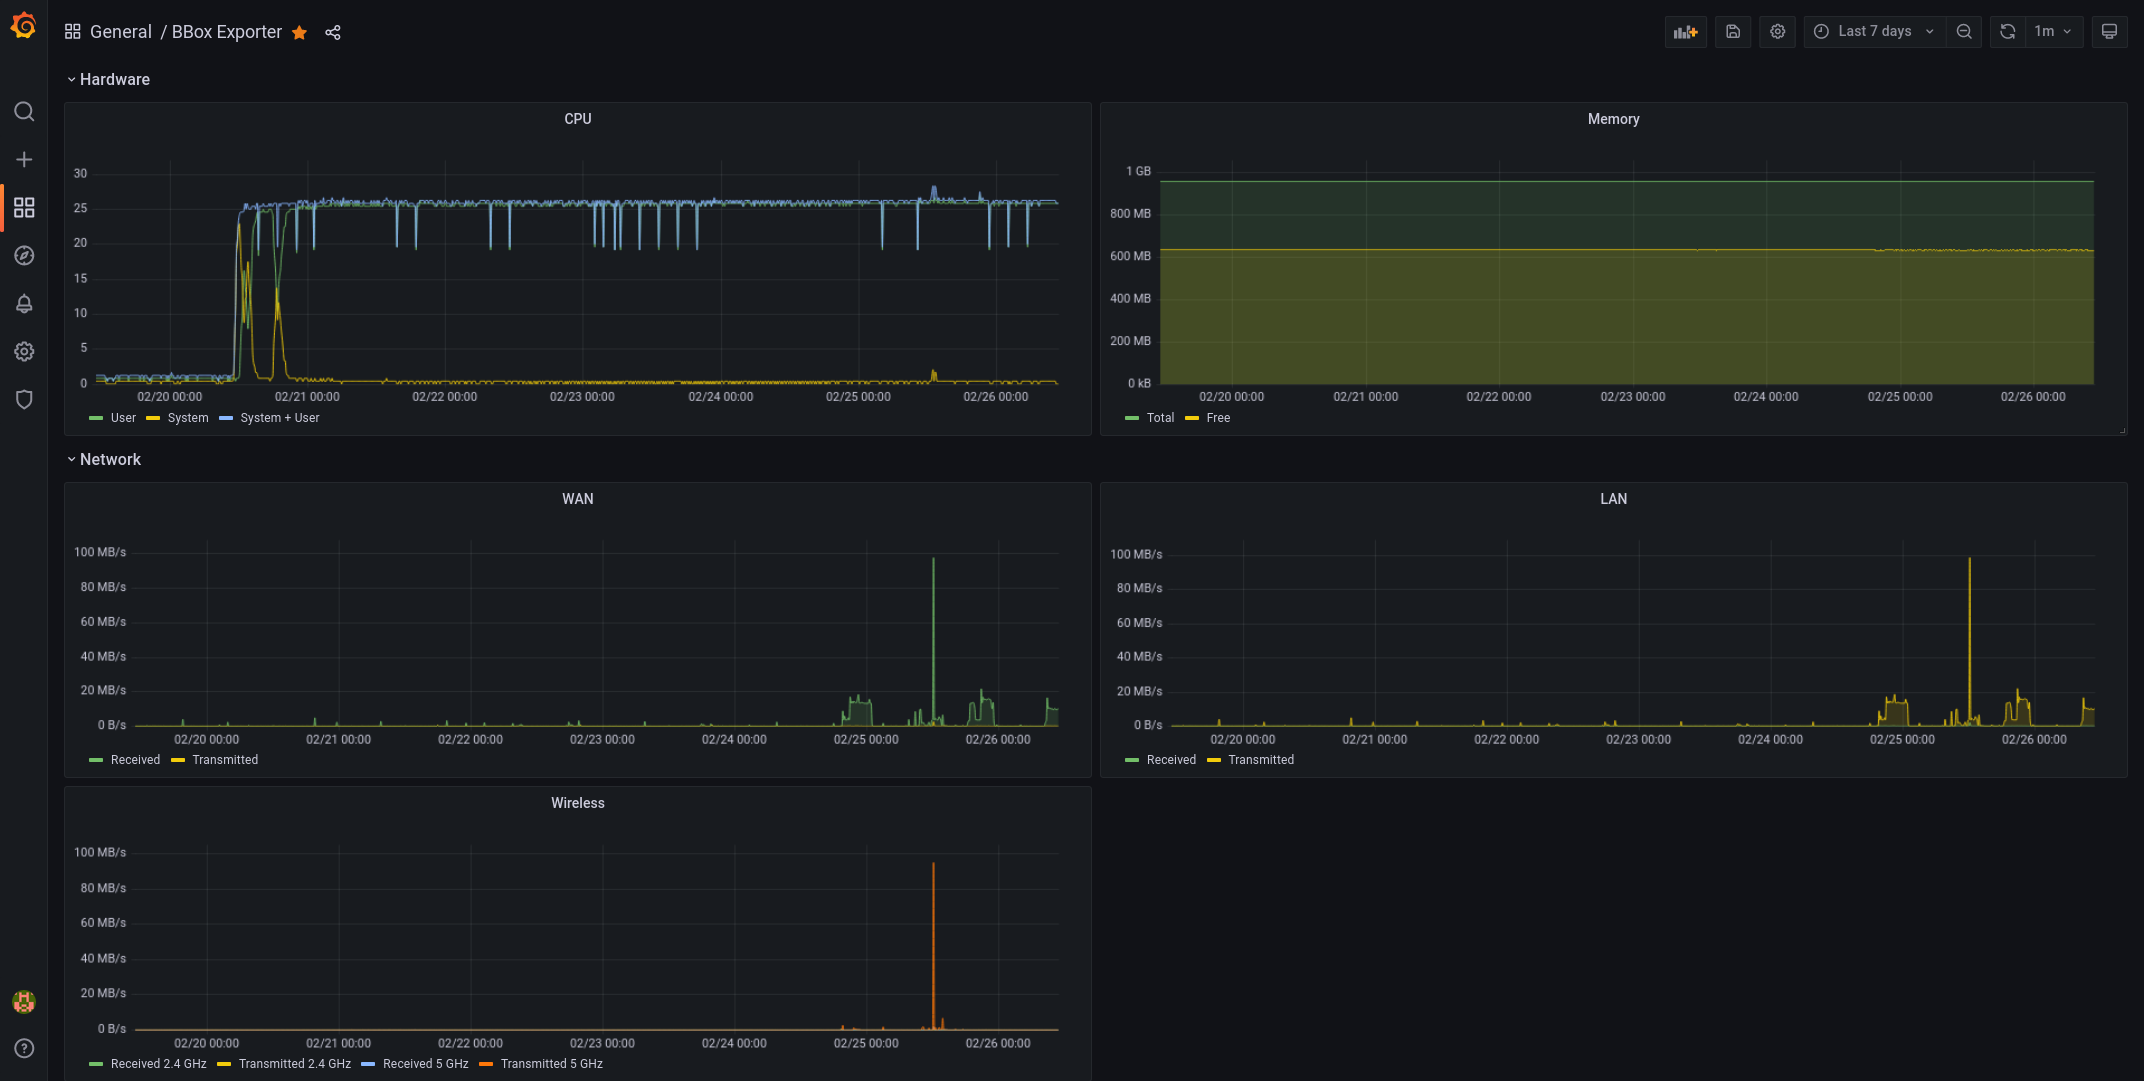 General / BBox Exporter
Last 7 days
1m
Hardware
CPU
30
25
20
15
10
5
0
02/20 00:00 02/21 00:00 02/22 00:00 02/23 00:00 02/24 00:00 02/25 00:00 02/26 00:00
User System System + User
Memory
1 GB
800 MB
600 MB
400 MB
200 MB
0 kB
02/20 00:00 02/21 00:00 02/22 00:00 02/23 00:00 02/24 00:00 02/25 00:00 02/26 00:00
Total Free
Network
WAN
100 MB/s
80 MB/s
60 MB/s
40 MB/s
20 MB/s
0 B/s
02/20 00:00 02/21 00:00 02/22 00:00 02/23 00:00 02/24 00:00 02/25 00:00 02/26 00:00
Received Transmitted
LAN
100 MB/s
80 MB/s
60 MB/s
40 MB/s
20 MB/s
0 B/s
02/20 00:00 02/21 00:00 02/22 00:00 02/23 00:00 02/24 00:00 02/25 00:00 02/26 00:00
Received Transmitted
Wireless
100 MB/s
80 MB/s
60 MB/s
40 MB/s
20 MB/s
0 B/s
02/20 00:00 02/21 00:00 02/22 00:00 02/23 00:00 02/24 00:00 02/25 00:00 02/26 00:00
Received 2.4 GHz Transmitted 2.4 GHz Received 5 GHz Transmitted 5 GHz